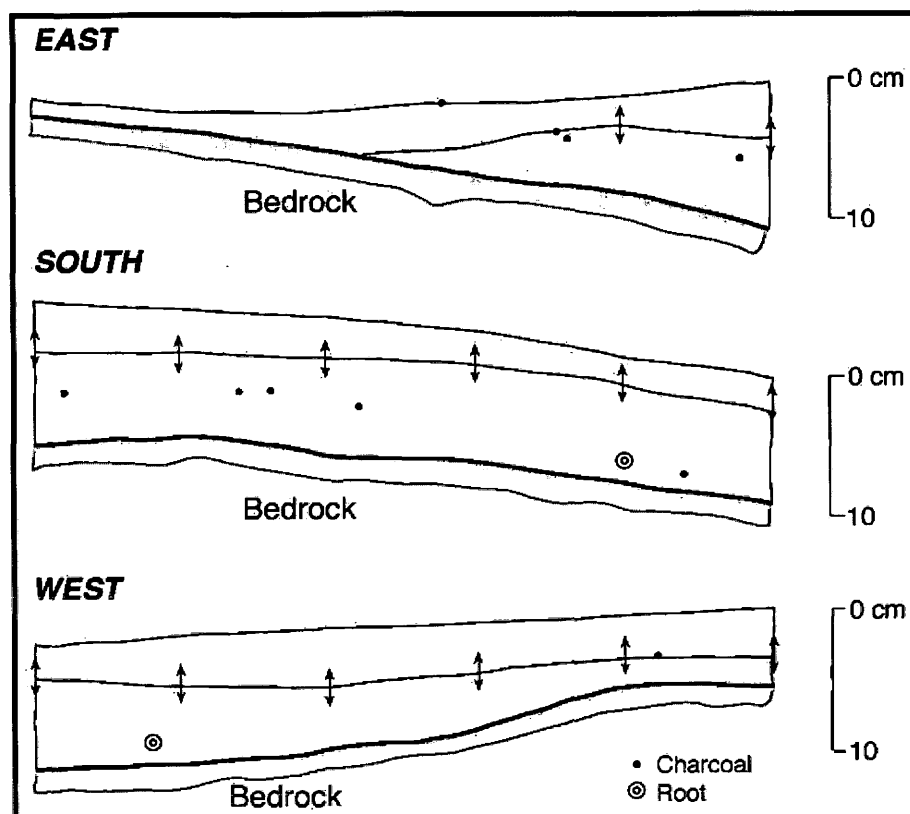 EAST
0 cm
Bedrock
10
SOUTH
0 cm
Bedrock
10
WEST
0 cm
10
Charcoal
Root
Bedrock